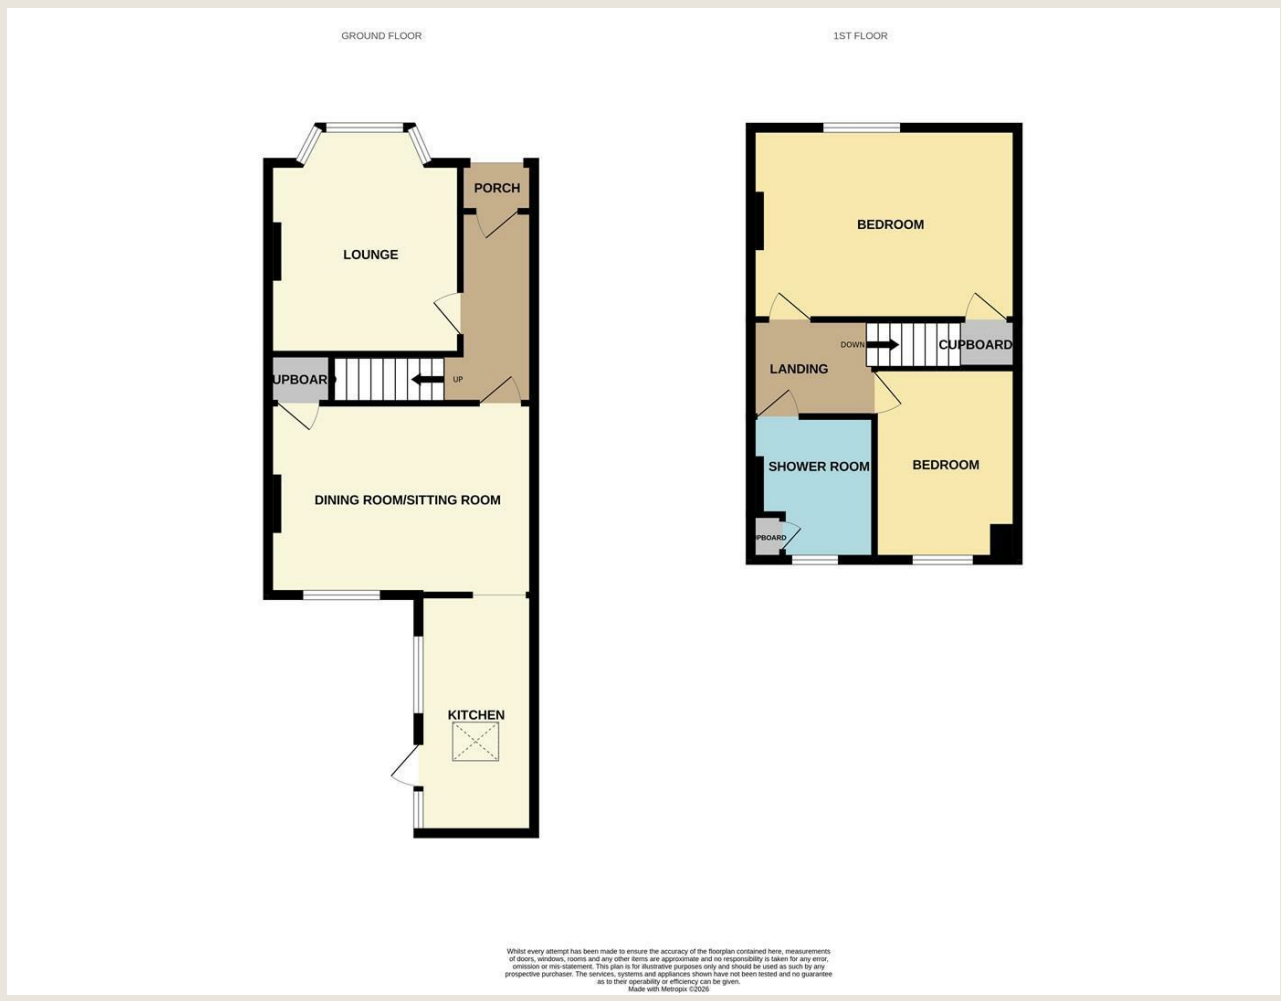 GROUND FLOOR
1ST FLOOR
PORCH
LOUNGE
UP
UPBOARD
DINING ROOM/SITTING ROOM
KITCHEN
BEDROOM
DOWN
CUPBOARD
LANDING
SHOWER ROOM
BEDROOM
PBOARD
Whilst every attempt has been made to ensure the accuracy of the floorplan contained here, measurements
of doors, windows, rooms and any other items are approximate and no responsibility is taken for any error,
omission or mis-statement. This plan is for illustrative purposes only and should be used as such by any
prospective purchaser. The services, systems and appliances shown have not been tested and no guarantee
as to their operability or efficiency can be given.
Made with Metropix ©2026